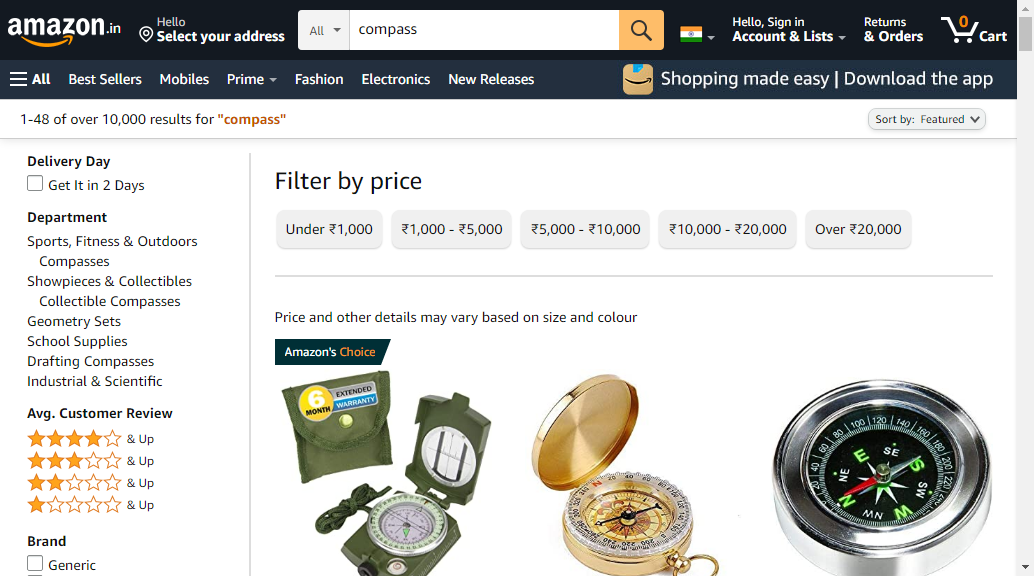 amazon.in
Hello
Select your address
All
compass
Hello, Sign in
Account & Lists
Returns
& Orders
0
Cart
All
Best Sellers
Mobiles
Prime
Fashion
Electronics
New Releases
Shopping made easy | Download the app
1-48 of over 10,000 results for "compass"
Sort by: Featured
Delivery Day
Get It in 2 Days
Department
Sports, Fitness & Outdoors
Compasses
Showpieces & Collectibles
Collectible Compasses
Geometry Sets
School Supplies
Drafting Compasses
Industrial & Scientific
Avg. Customer Review
& Up
& Up
& Up
& Up
Brand
Generic
Filter by price
Under ₹1,000
₹1,000 - ₹5,000
₹5,000 - ₹10,000
₹10,000 - ₹20,000
Over ₹20,000
Price and other details may vary based on size and colour
Amazon's Choice
6
MONTH
EXTENDED
WARRANTY
N
E
SE
S
SW
W
NW
N
NE